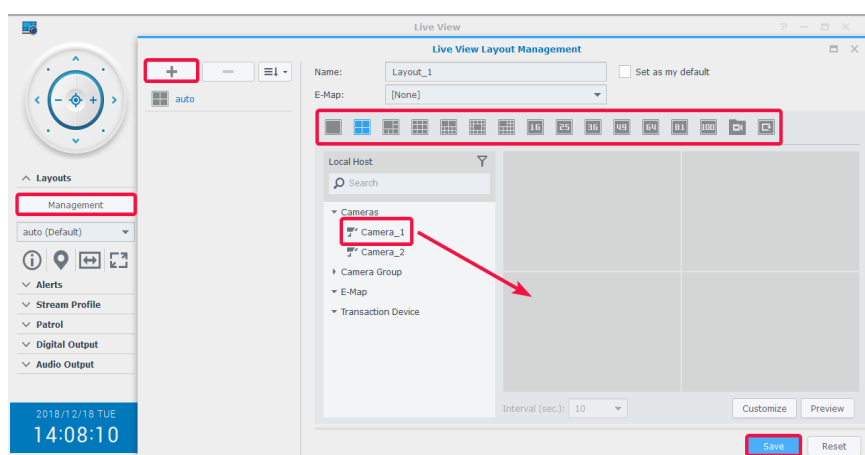 Live View
Live View Layout Management
Name:
Layout_1
Set as my default
E-Map:
[None]
auto
16
25
36
49
64
81
100
Local Host
Search
Layouts
Management
auto (Default)
Cameras
Camera_1
Camera_2
Camera Group
E-Map
Transaction Device
Alerts
Stream Profile
Patrol
Digital Output
Audio Output
Interval (sec.):
10
Customize
Preview
2018/12/18 TUE
14:08:10
Save
Reset